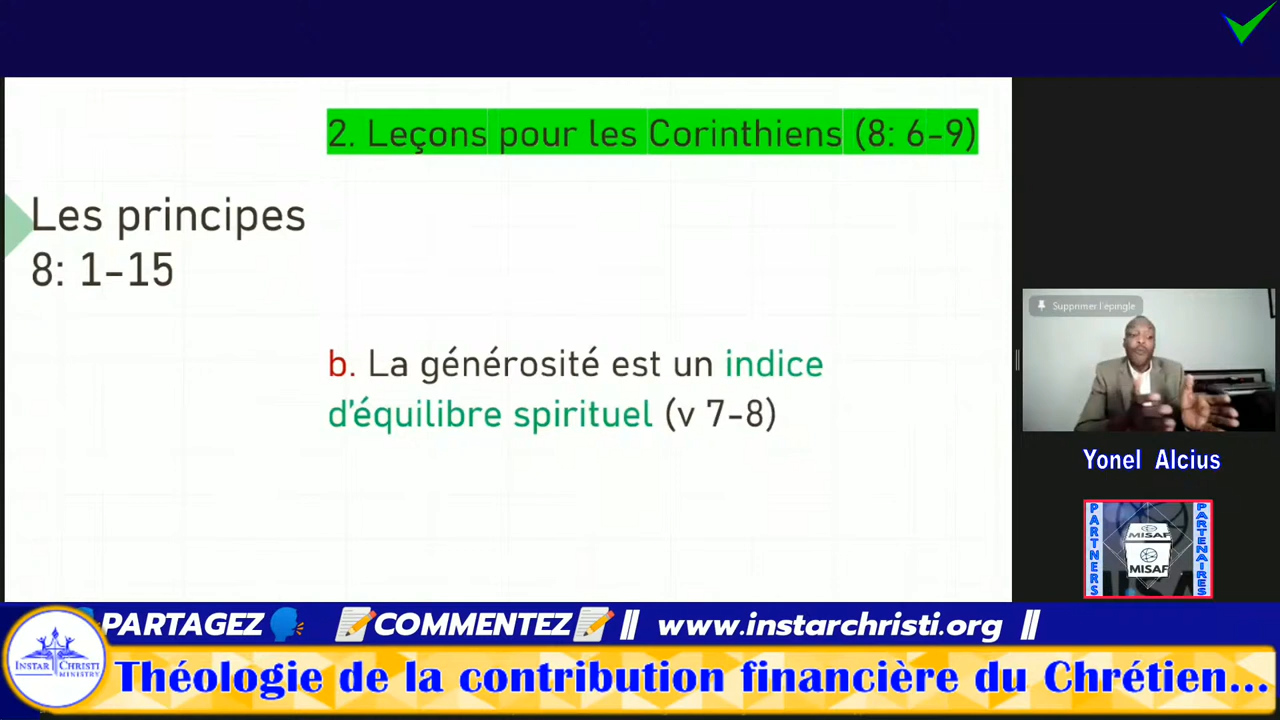 2. Leçons pour les Corinthiens (8: 6-9)
Les principes
8: 1-15
b. La générosité est un indice
d'équilibre spirituel (v 7-8)
Supprimer l'épingle
Yonel Alcius
PARTNERS
MISAF
MISAF
PARTENAIRES
PARTAGEZ COMMENTEZ || www.instarchristi.org ||
INSTAR CHRISTI
MINISTRY
Théologie de la contribution financière du Chrétien...